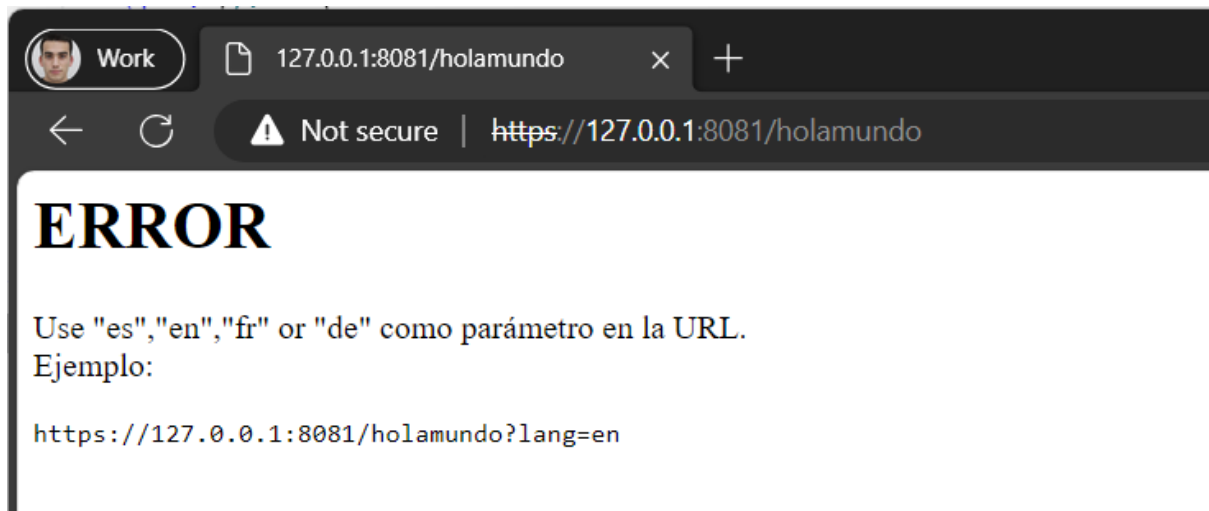 Work
127.0.0.1:8081/holamundo
Not secure | https://127.0.0.1:8081/holamundo
ERROR
Use "es","en","fr" or "de" como parámetro en la URL.
Ejemplo:
https://127.0.0.1:8081/holamundo?lang=en